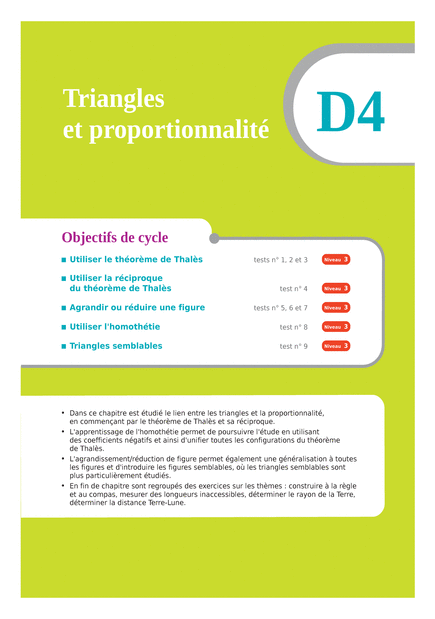 Triangles
et proportionnalité
D4
Objectifs de cycle
■ Utiliser le théorème de Thalès tests n° 1, 2 et 3 Niveau 3
■ Utiliser la réciproque
du théorème de Thalès test n° 4 Niveau 3
■ Agrandir ou réduire une figure tests n° 5, 6 et 7 Niveau 3
■ Utiliser l'homothétie test n° 8 Niveau 3
■ Triangles semblables test n° 9 Niveau 3
• Dans ce chapitre est étudié le lien entre les triangles et la proportionnalité,
en commençant par le théorème de Thalès et sa réciproque.
• L'apprentissage de l'homothétie permet de poursuivre l'étude en utilisant
des coefficients négatifs et ainsi d'unifier toutes les configurations du théorème
de Thalès.
• L'agrandissement/réduction de figure permet également une généralisation à toutes
les figures et d'introduire les figures semblables, où les triangles semblables sont
plus particulièrement étudiés.
• En fin de chapitre sont regroupés des exercices sur les thèmes : construire à la règle
et au compas, mesurer des longueurs inaccessibles, déterminer le rayon de la Terre,
déterminer la distance Terre-Lune.